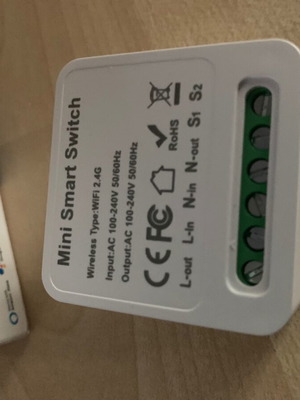 Mini Smart Switch
Wireless Type:WiFi 2.4G
Input:AC 100-240V 50/60Hz
Output:AC 100-240V 50/60Hz
CE FC RoHS
L-out L-in N-in N-out S1 S2